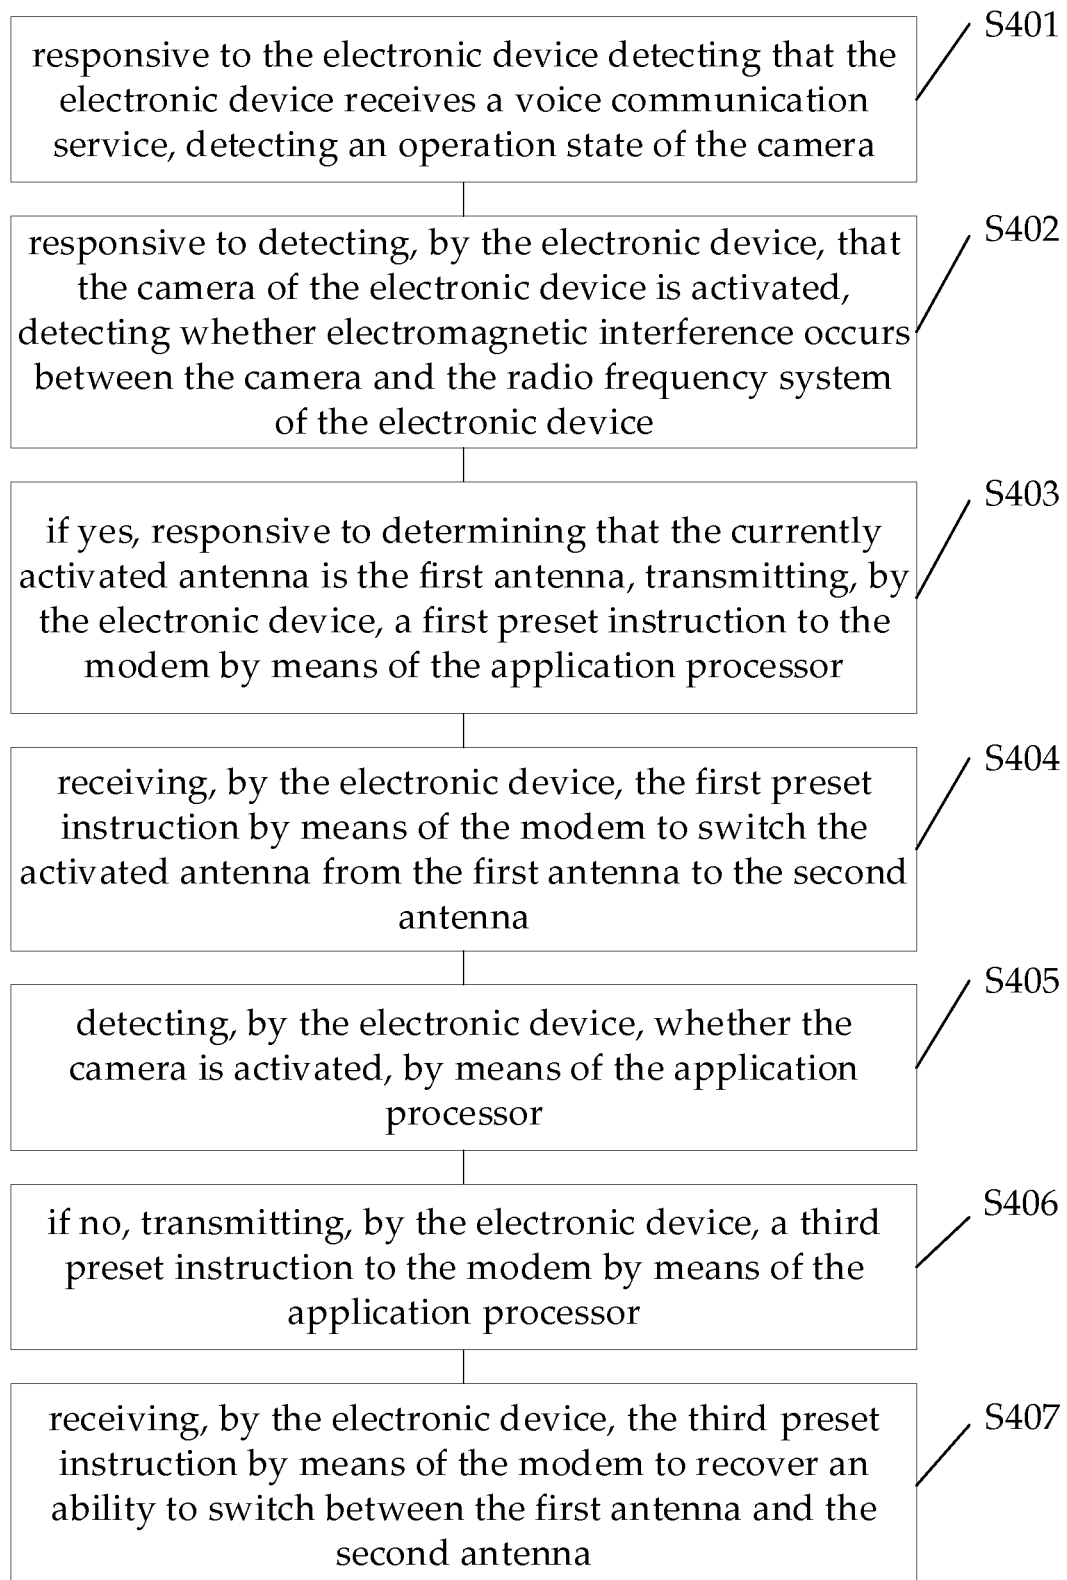 responsive to the electronic device detecting that the
electronic device receives a voice communication
service, detecting an operation state of the camera
S401
responsive to detecting, by the electronic device, that
the camera of the electronic device is activated,
detecting whether electromagnetic interference occurs
between the camera and the radio frequency system
of the electronic device
S402
if yes, responsive to determining that the currently
activated antenna is the first antenna, transmitting, by
the electronic device, a first preset instruction to the
modem by means of the application processor
S403
receiving, by the electronic device, the first preset
instruction by means of the modem to switch the
activated antenna from the first antenna to the second
antenna
S404
detecting, by the electronic device, whether the
camera is activated, by means of the application
processor
S405
if no, transmitting, by the electronic device, a third
preset instruction to the modem by means of the
application processor
S406
receiving, by the electronic device, the third preset
instruction by means of the modem to recover an
ability to switch between the first antenna and the
second antenna
S407